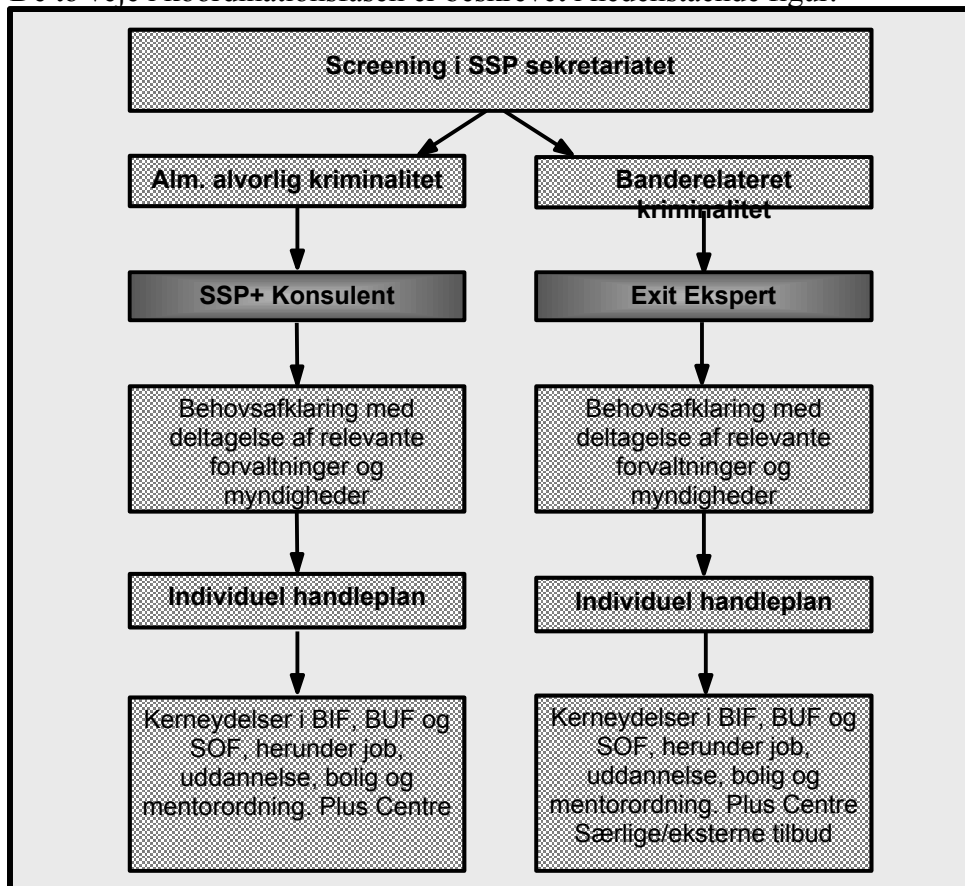 De to veje i koordinationsfasen er beskrevet i nedenstående figur.
Screening i SSP sekretariatet
Alm. alvorlig kriminalitet
Banderelateret
kriminalitet
SSP+ Konsulent
Exit Ekspert
Behovsafklaring med
deltagelse af relevante
forvaltninger og
myndigheder
Behovsafklaring med
deltagelse af relevante
forvaltninger og
myndigheder
Individuel handleplan
Individuel handleplan
Kerneydelser i BIF, BUF og
SOF, herunder job,
uddannelse, bolig og
mentorordning. Plus Centre
Kerneydelser i BIF, BUF og
SOF, herunder job,
uddannelse, bolig og
mentorordning. Plus Centre
Særlige/eksterne tilbud